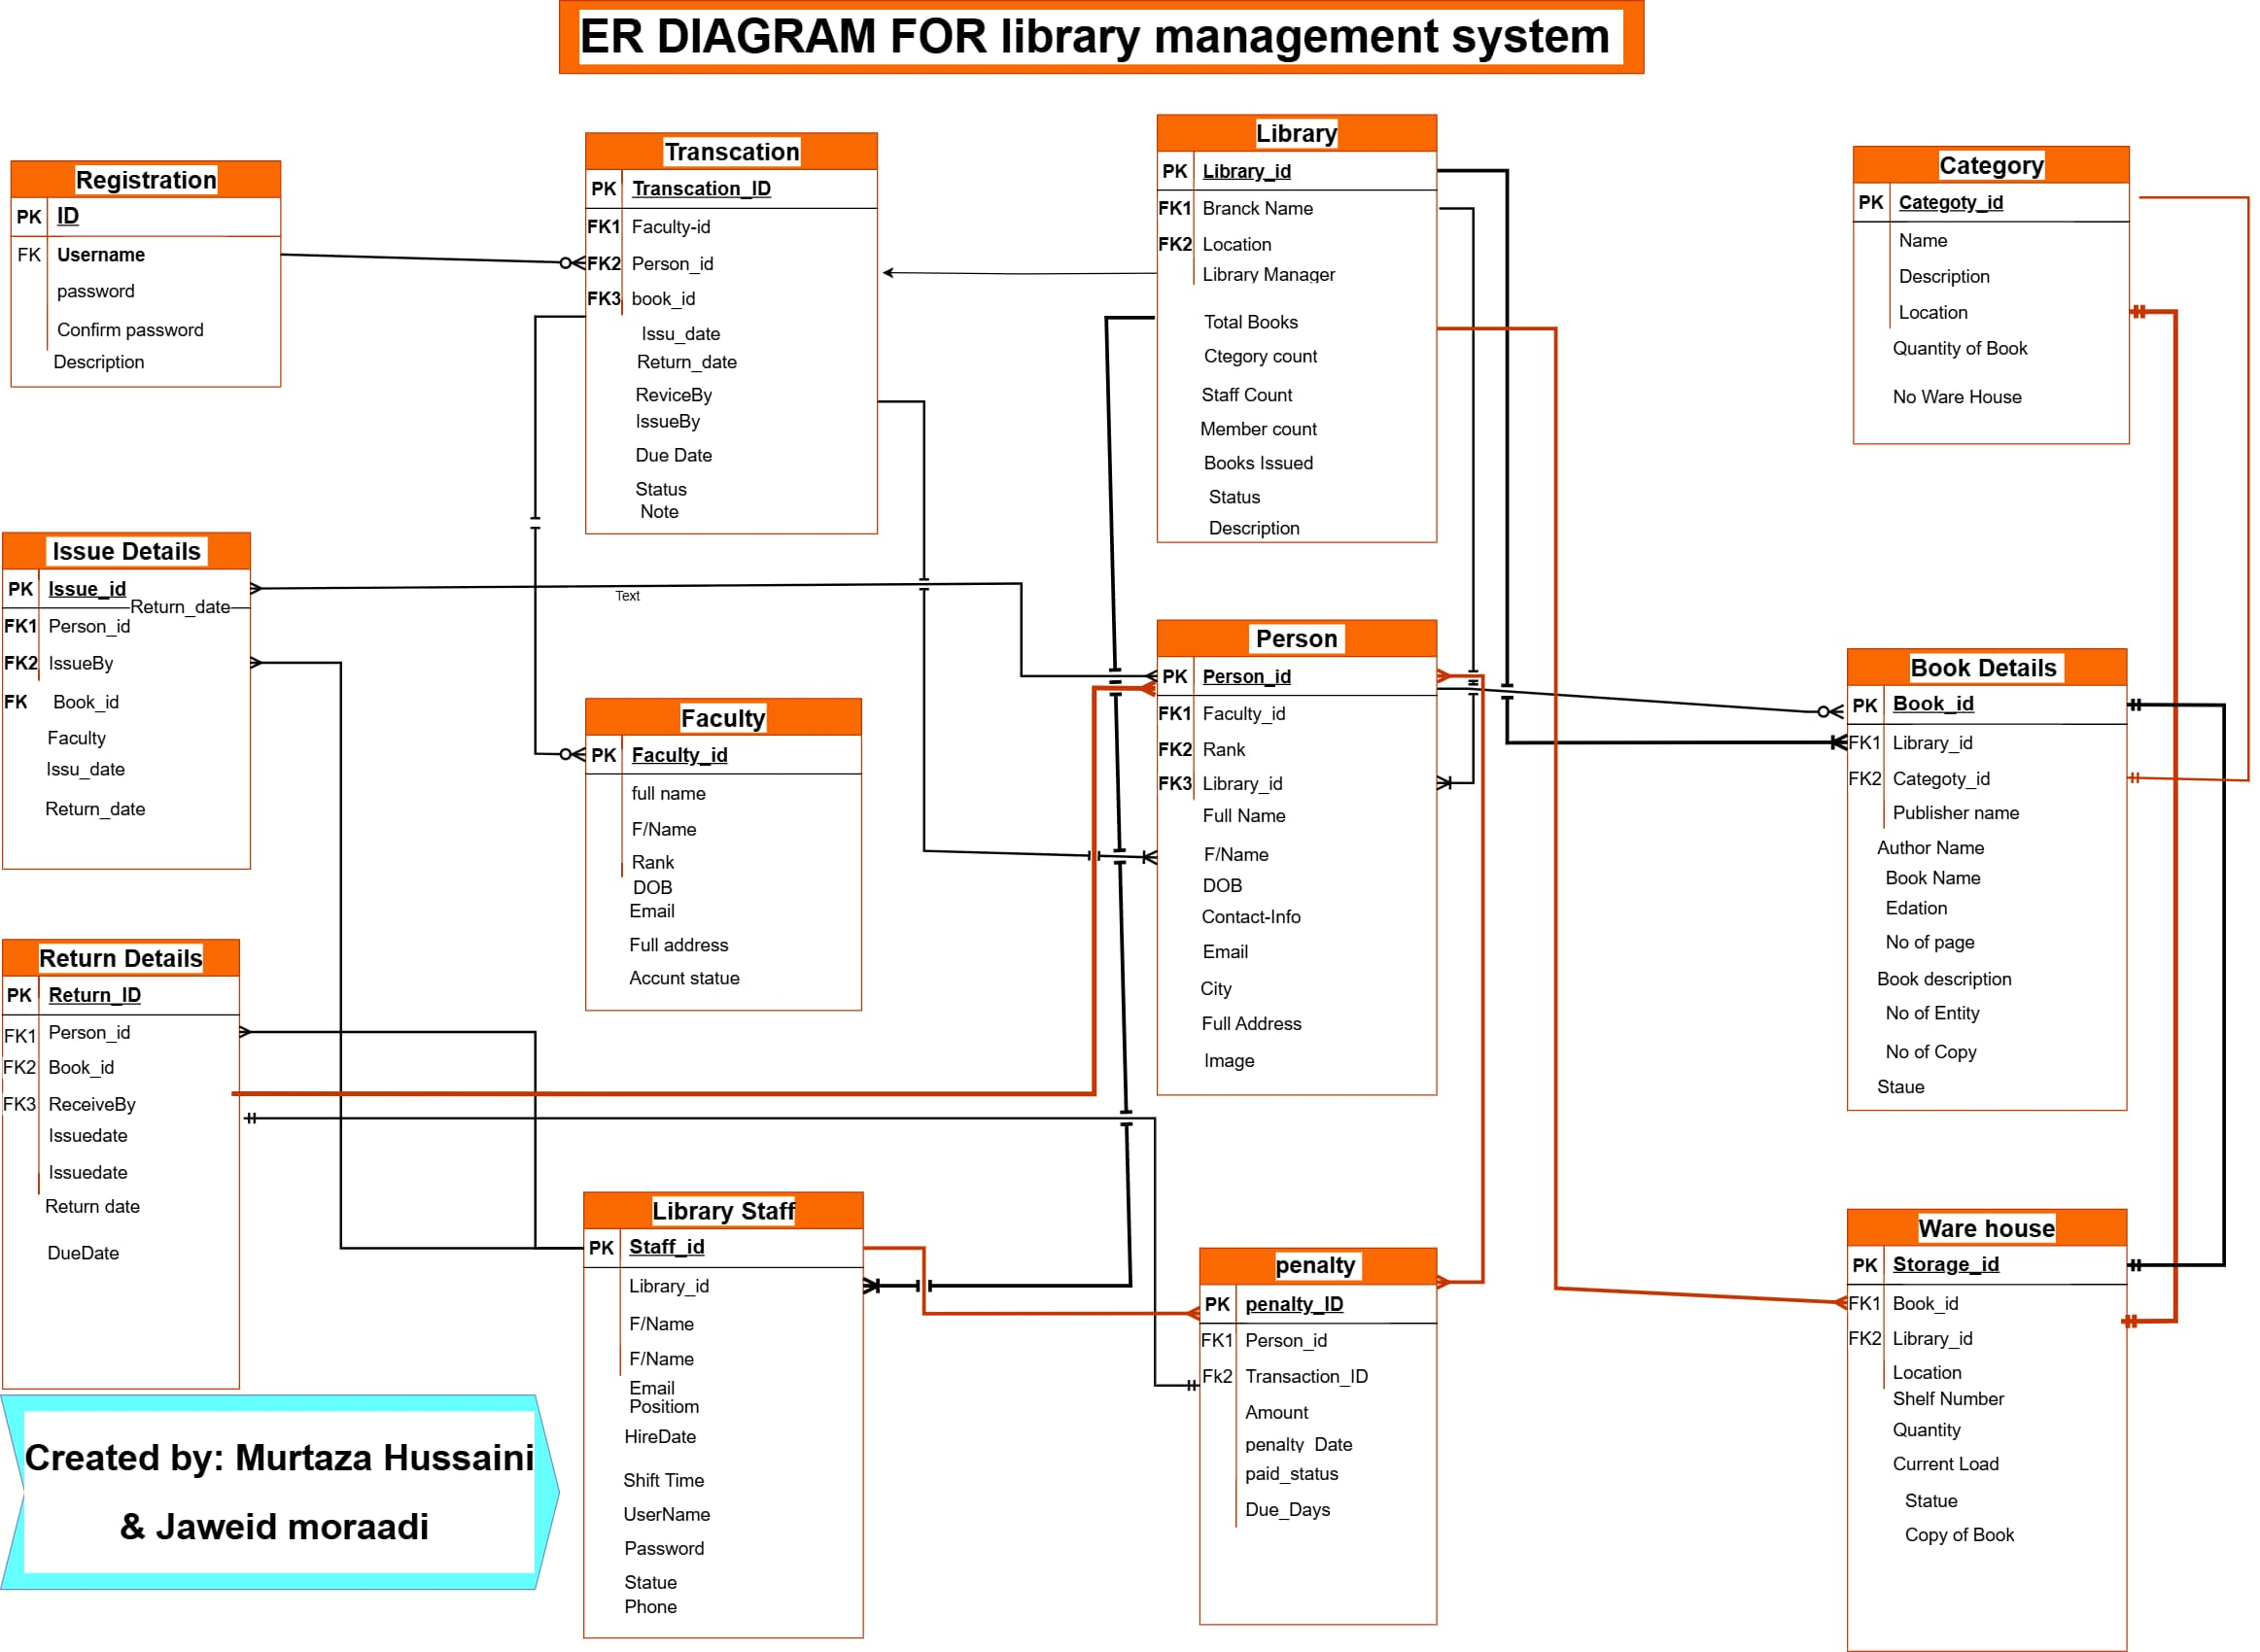 ER DIAGRAM FOR library management system
Registration
PK ID
FK Username
password
Confirm password
Description
Transcation
PK Transcation_ID
FK1 Faculty-id
FK2 Person_id
FK3 book_id
Issu_date
Return_date
ReviceBy
IssueBy
Due Date
Status
Note
Library
PK Library_id
FK1 Branck Name
FK2 Location
Library Manager
Total Books
Ctegory count
Staff Count
Member count
Books Issued
Status
Description
Category
PK Categoty_id
Name
Description
Location
Quantity of Book
No Ware House
Issue Details
PK Issue_id
Return_date
FK1 Person_id
FK2 IssueBy
FK Book_id
Faculty
Issu_date
Return_date
Text
Faculty
PK Faculty_id
full name
F/Name
Rank
DOB
Email
Full address
Accunt statue
Person
PK Person_id
FK1 Faculty_id
FK2 Rank
FK3 Library_id
Full Name
F/Name
DOB
Contact-Info
Email
City
Full Address
Image
Book Details
PK Book_id
FK1 Library_id
FK2 Categoty_id
Publisher name
Author Name
Book Name
Edation
No of page
Book description
No of Entity
No of Copy
Staue
Return Details
PK Return_ID
FK1 Person_id
FK2 Book_id
FK3 ReceiveBy
Issuedate
Issuedate
Return date
DueDate
Library Staff
PK Staff_id
Library_id
F/Name
F/Name
Email
Positiom
HireDate
Shift Time
UserName
Password
Statue
Phone
penalty
PK penalty_ID
FK1 Person_id
Fk2 Transaction_ID
Amount
penalty_Date
paid_status
Due_Days
Ware house
PK Storage_id
FK1 Book_id
FK2 Library_id
Location
Shelf Number
Quantity
Current Load
Statue
Copy of Book
Created by: Murtaza Hussaini
& Jaweid moraadi